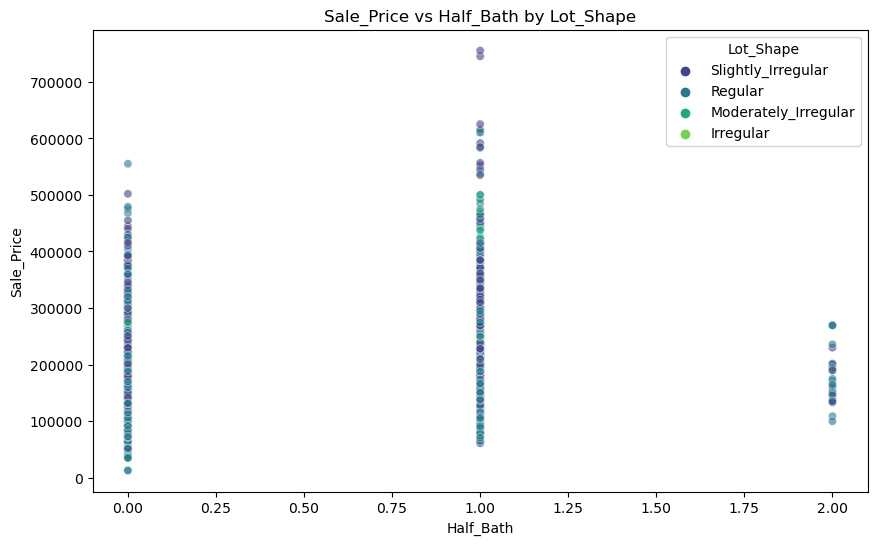 Sale_Price vs Half_Bath by Lot_Shape
Lot_Shape
Slightly_Irregular
Regular
Moderately_Irregular
Irregular
Sale_Price
700000
600000
500000
400000
300000
200000
100000
0
0.00 0.25 0.50 0.75 1.00 1.25 1.50 1.75 2.00
Half_Bath